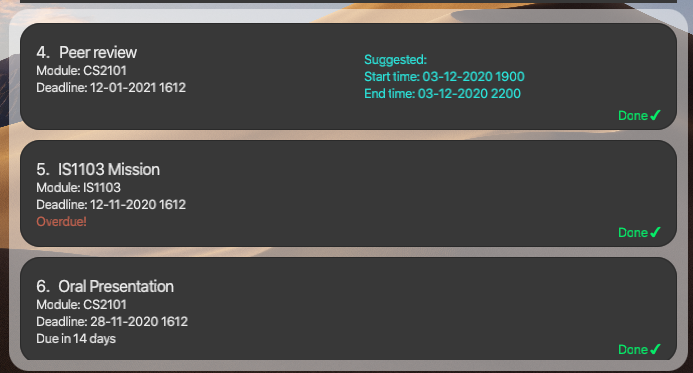 4. Peer review
Module: CS2101
Deadline: 12-01-2021 1612
Suggested:
Start time: 03-12-2020 1900
End time: 03-12-2020 2200
Done ✔
5. IS1103 Mission
Module: IS1103
Deadline: 12-11-2020 1612
Overdue!
Done ✔
6. Oral Presentation
Module: CS2101
Deadline: 28-11-2020 1612
Due in 14 days
Done ✔